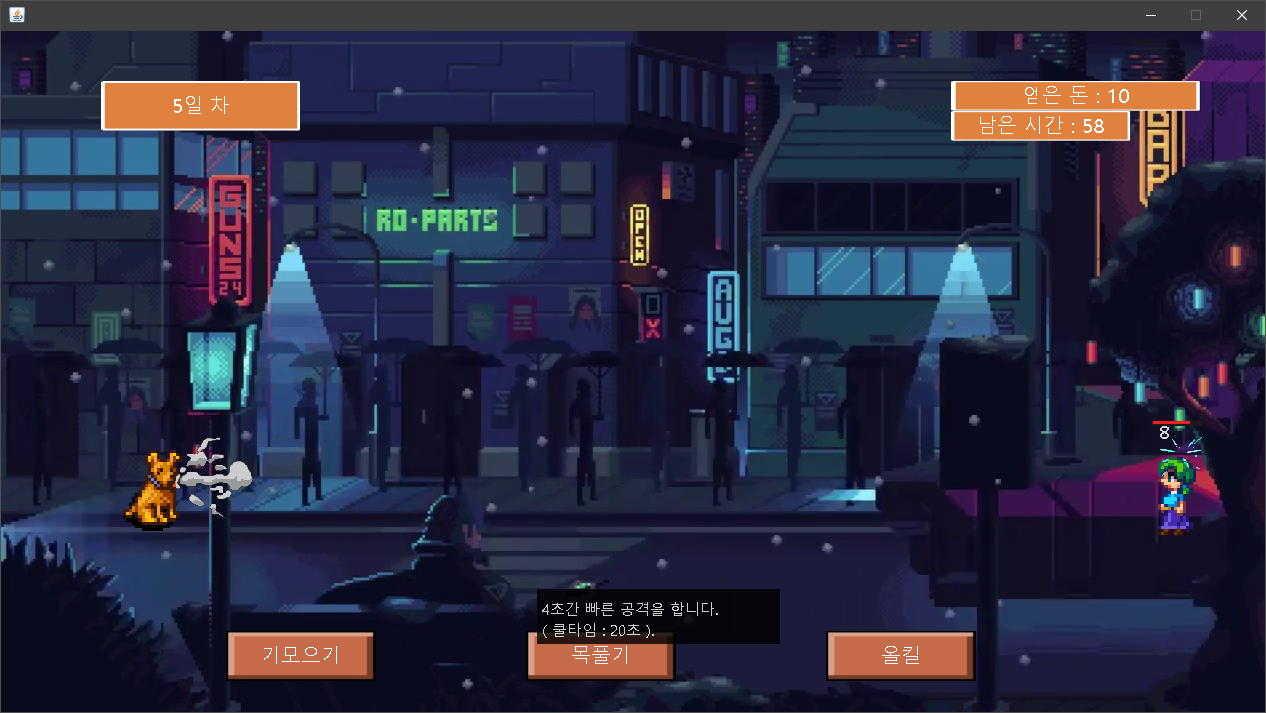 5일 차
얻은 돈 : 10
남은 시간 : 58
GUNS
24
RO-PARTS
OPEN
BAR
AUG
8
4초간 빠른 공격을 합니다.
( 쿨타임 : 20초 ).
기모으기
목풀기
올킬